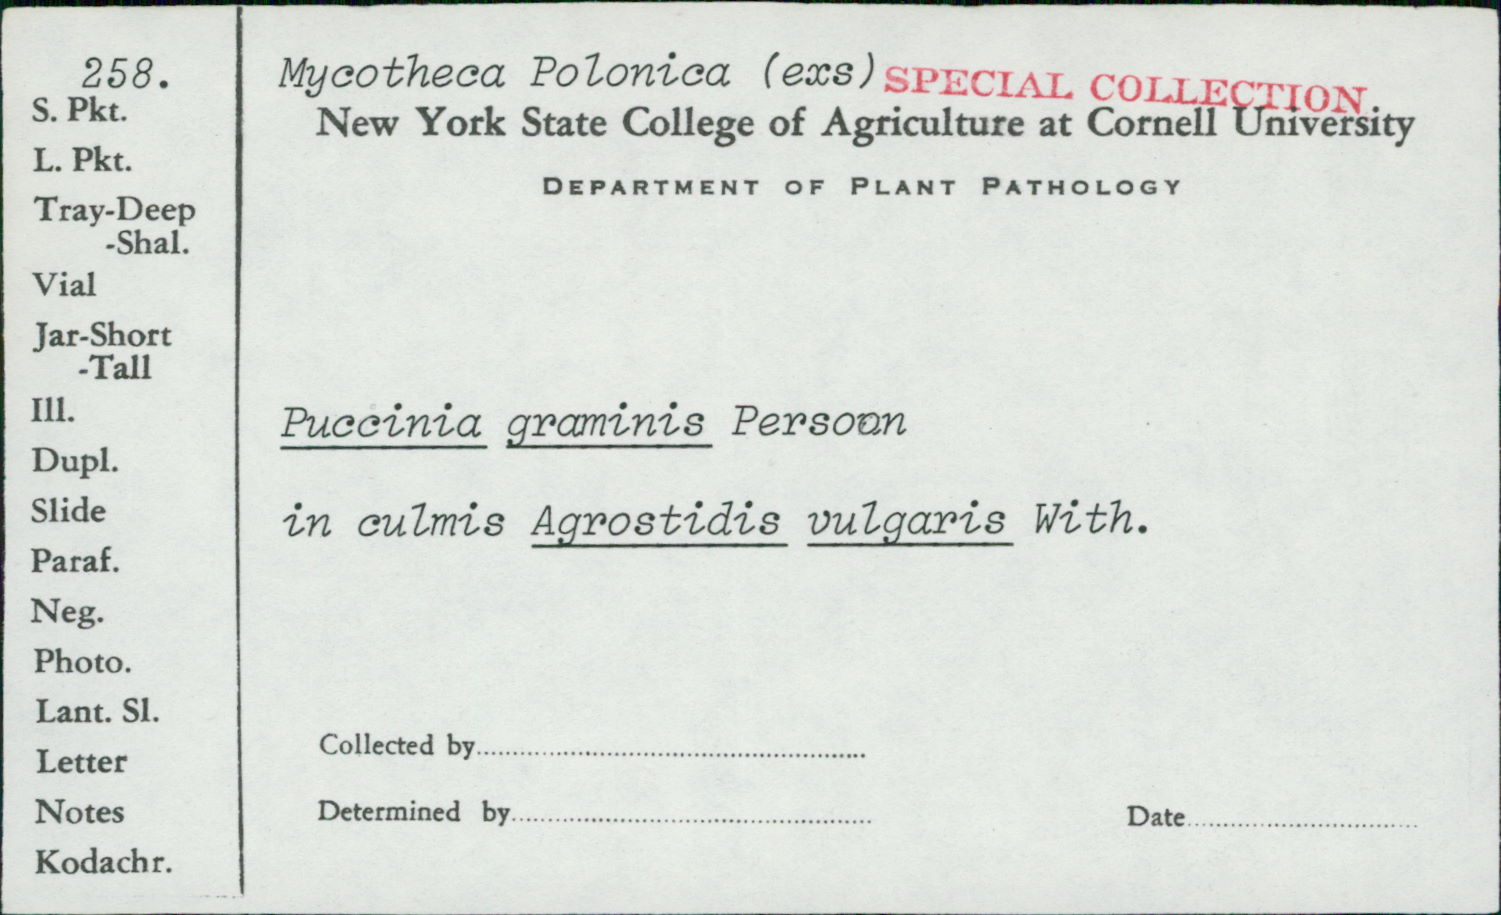 258.
S. Pkt.
L. Pkt.
Tray-Deep
-Shal.
Vial
Jar-Short
-Tall
Ill.
Dupl.
Slide
Paraf.
Neg.
Photo.
Lant. Sl.
Letter
Notes
Kodachr.
Mycotheca Polonica (exs) SPECIAL COLLECTION
New York State College of Agriculture at Cornell University
DEPARTMENT OF PLANT PATHOLOGY
Puccinia graminis Persoon
in culmis Agrostidis vulgaris With.
Collected by
Determined by
Date